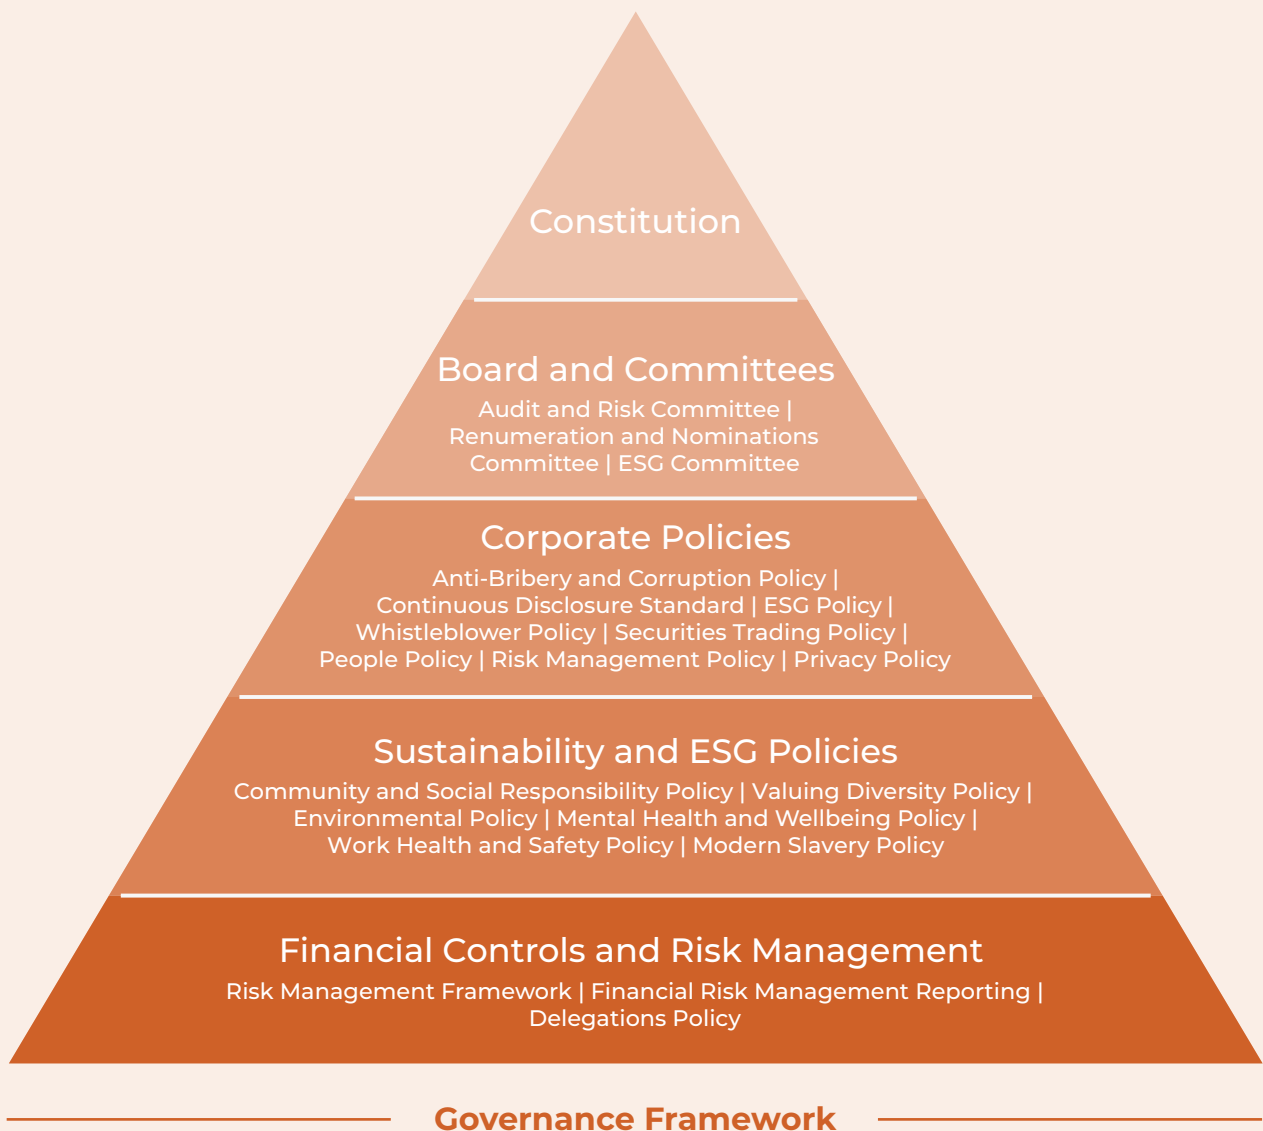 Constitution
Board and Committees
Audit and Risk Committee |
Renumeration and Nominations
Committee | ESG Committee
Corporate Policies
Anti-Bribery and Corruption Policy |
Continuous Disclosure Standard | ESG Policy |
Whistleblower Policy | Securities Trading Policy |
People Policy | Risk Management Policy | Privacy Policy
Sustainability and ESG Policies
Community and Social Responsibility Policy | Valuing Diversity Policy |
Environmental Policy | Mental Health and Wellbeing Policy |
Work Health and Safety Policy | Modern Slavery Policy
Financial Controls and Risk Management
Risk Management Framework | Financial Risk Management Reporting |
Delegations Policy
Governance Framework